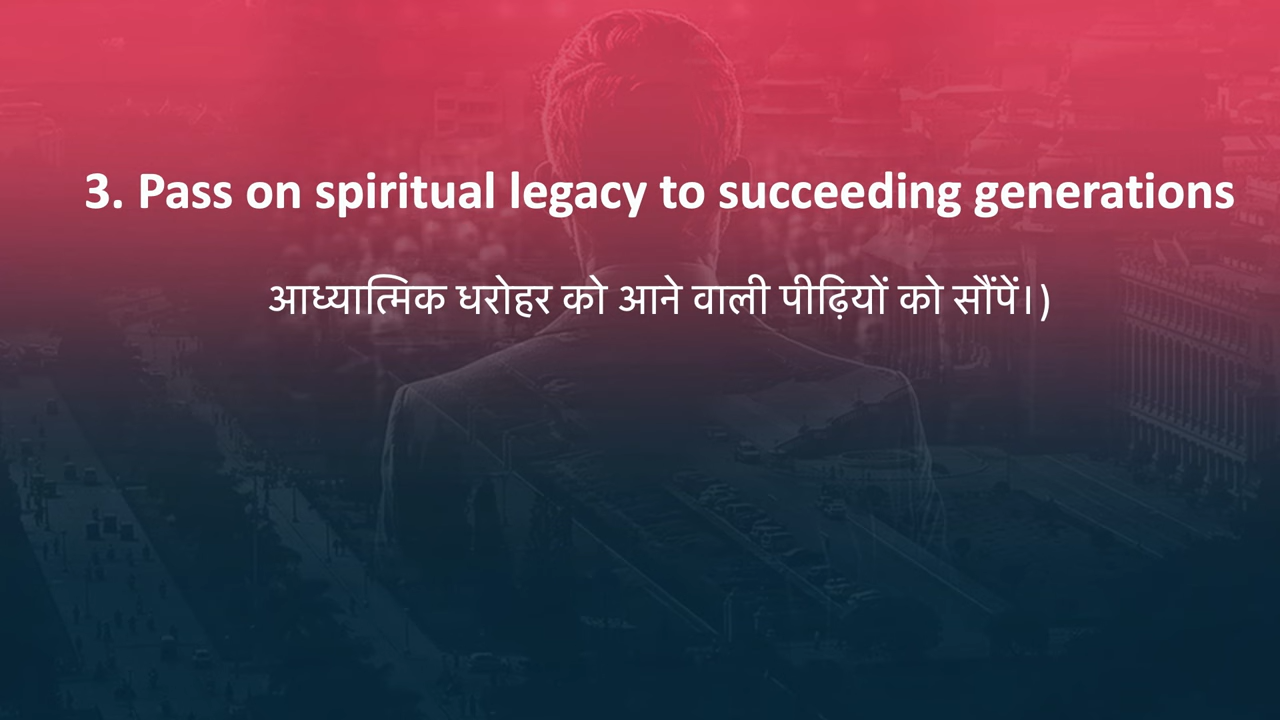 3. Pass on spiritual legacy to succeeding generations
आध्यात्मिक धरोहर को आने वाली पीढ़ियों को सौंपें।)